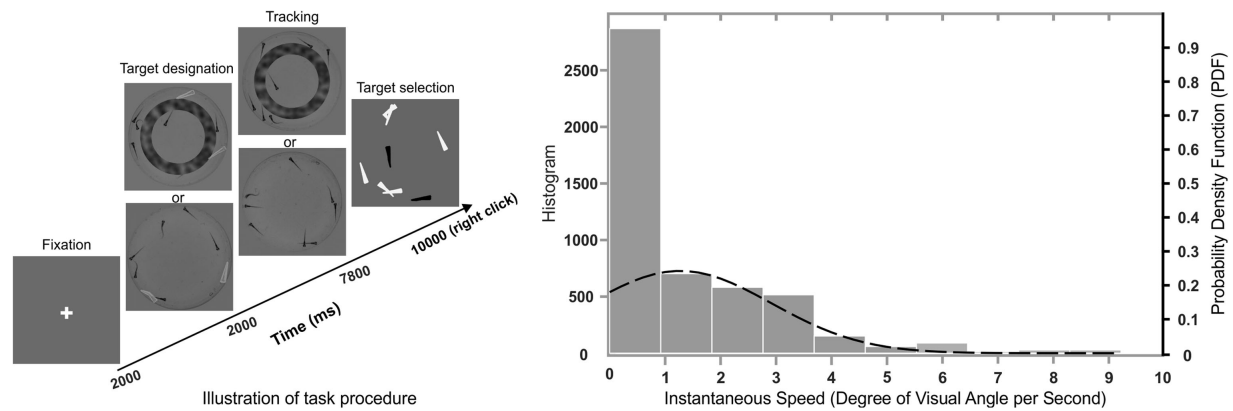 Tracking
Target designation
Target selection
or
or
Fixation
2000
2000
7800
10000 (right click)
Time (ms)
Illustration of task procedure
Histogram
2500
2000
1500
1000
500
0
0 1 2 3 4 5 6 7 8 9 10
Instantaneous Speed (Degree of Visual Angle per Second)
0.9
0.8
0.7
0.6
0.5
0.4
0.3
0.2
0.1
0
Probability Density Function (PDF)